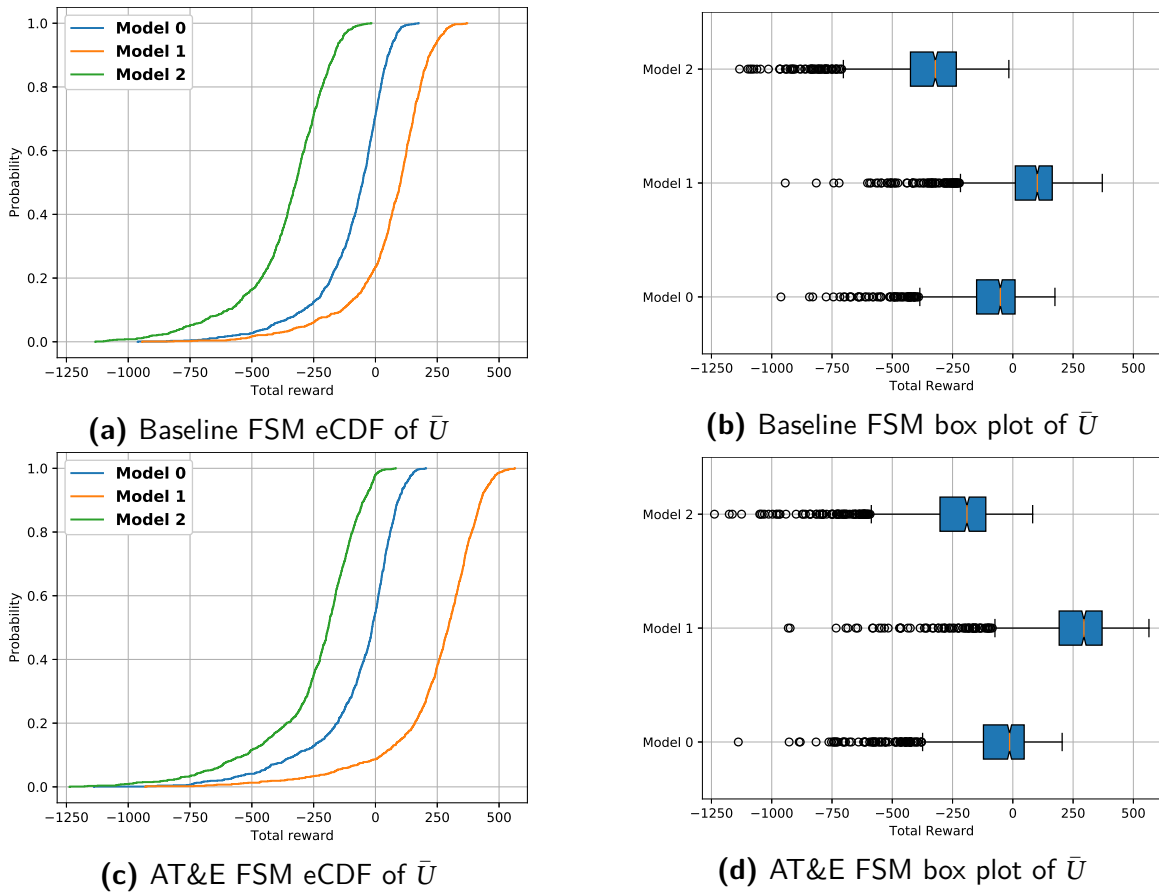 1.0
0.8
0.6
0.4
0.2
0.0
Probability
Model 0
Model 1
Model 2
−1250 −1000 −750 −500 −250 0 250 500
Total reward
(a) Baseline FSM eCDF of Ū
Model 2
Model 1
Model 0
−1250 −1000 −750 −500 −250 0 250 500
Total Reward
(b) Baseline FSM box plot of Ū
1.0
0.8
0.6
0.4
0.2
0.0
Probability
Model 0
Model 1
Model 2
−1250 −1000 −750 −500 −250 0 250 500
Total reward
(c) AT&E FSM eCDF of Ū
Model 2
Model 1
Model 0
−1250 −1000 −750 −500 −250 0 250 500
Total Reward
(d) AT&E FSM box plot of Ū